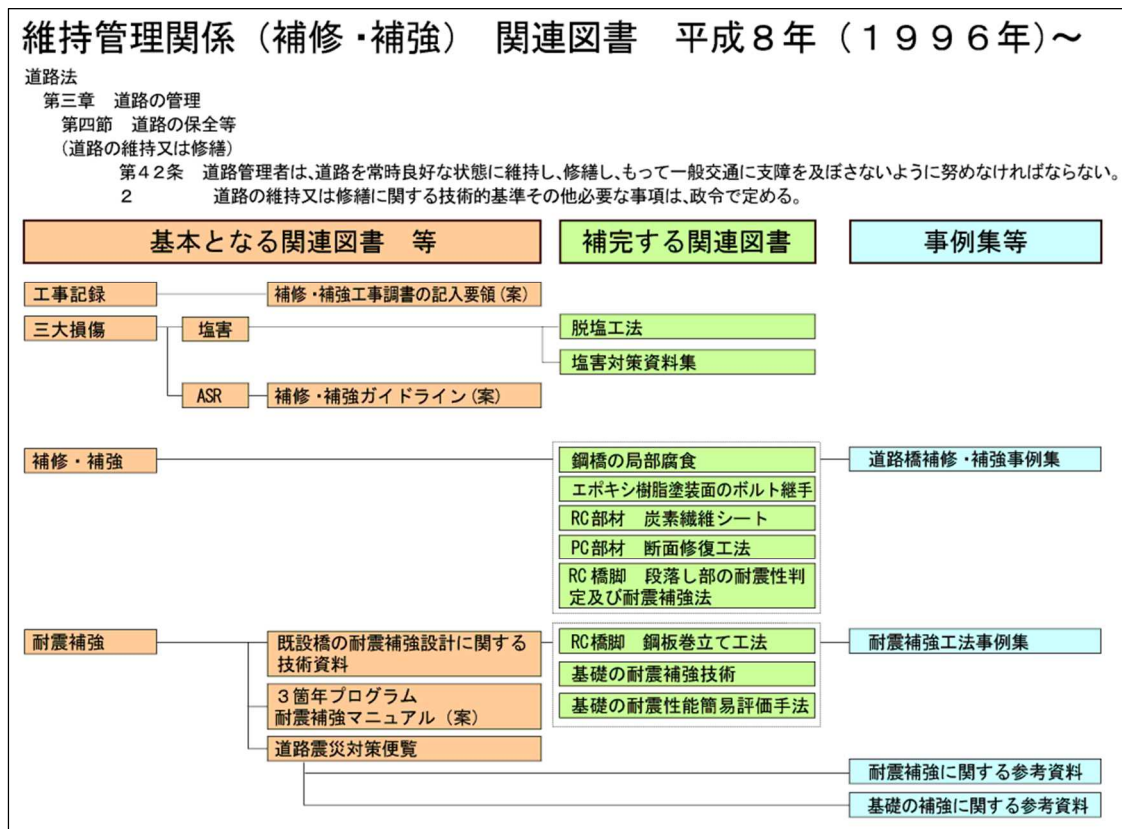 維持管理関係（補修・補強）　関連図書　平成８年（１９９６年）～
道路法
第三章　道路の管理
第四節　道路の保全等
(道路の維持又は修繕)
第４２条　道路管理者は、道路を常時良好な状態に維持し、修繕し、もって一般交通に支障を及ぼさないように努めなければならない。
２　道路の維持又は修繕に関する技術的基準その他必要な事項は、政令で定める。
基本となる関連図書　等
補完する関連図書
事例集等
工事記録
補修・補強工事調書の記入要領(案)
三大損傷
塩害
脱塩工法
塩害対策資料集
ASR
補修・補強ガイドライン(案)
補修・補強
鋼橋の局部腐食
道路橋補修・補強事例集
エポキシ樹脂塗装面のボルト継手
RC部材　炭素繊維シート
PC部材　断面修復工法
RC橋脚　段落し部の耐震性判
定及び耐震補強法
耐震補強
既設橋の耐震補強設計に関する
技術資料
RC橋脚　鋼板巻立て工法
耐震補強工法事例集
基礎の耐震補強技術
３箇年プログラム
耐震補強マニュアル（案）
基礎の耐震性能簡易評価手法
道路震災対策便覧
耐震補強に関する参考資料
基礎の補強に関する参考資料